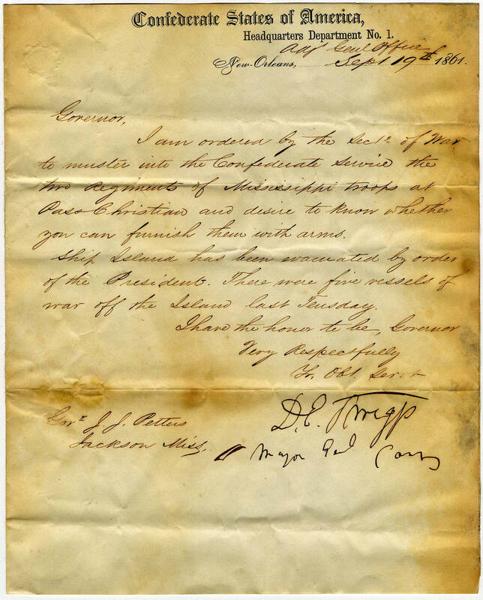 Confederate States of America,
Headquarters Department No. 1.
Adjt Genl Office
New-Orleans, Sept 19th 1861.
Governor,
I am ordered by the Secty of War
to muster into the Confederate service the
two Regiments of Mississippi troops at
Pass Christian and desire to know whether
you can furnish them with arms.
Ship Island has been evacuated by order
of the President. There were five vessels of
war off the Island last Tuesday.
I have the honor to be, Governor
Very Respectfully
Yr. Obt Servt
D. E. Twiggs
Major Genl Comg
Govr J. J. Pettus
Jackson Miss.